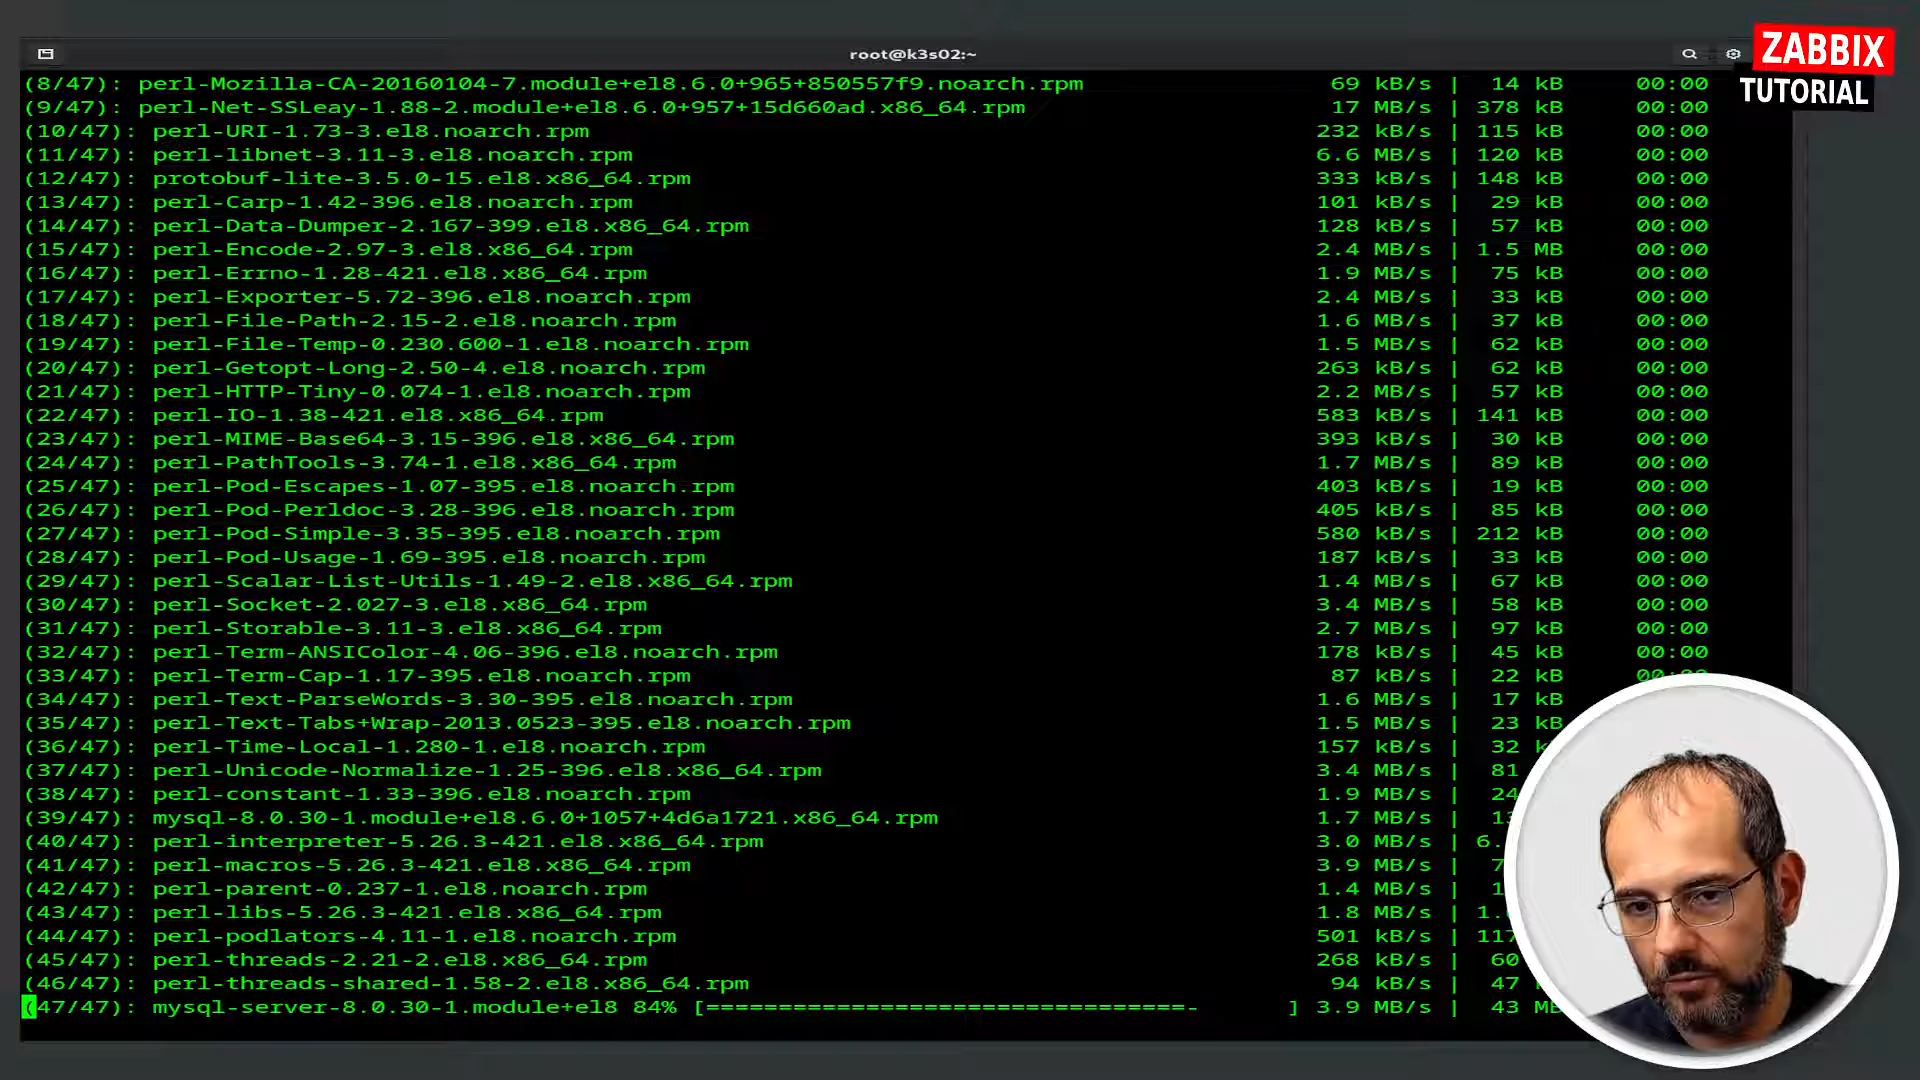 root@k3s02:~
ZABBIX
TUTORIAL
(8/47): perl-Mozilla-CA-20160104-7.module+el8.6.0+965+850557f9.noarch.rpm 69 kB/s | 14 kB 00:00
(9/47): perl-Net-SSLeay-1.88-2.module+el8.6.0+957+15d660ad.x86_64.rpm 17 MB/s | 378 kB 00:00
(10/47): perl-URI-1.73-3.el8.noarch.rpm 232 kB/s | 115 kB 00:00
(11/47): perl-libnet-3.11-3.el8.noarch.rpm 6.6 MB/s | 120 kB 00:00
(12/47): protobuf-lite-3.5.0-15.el8.x86_64.rpm 333 kB/s | 148 kB 00:00
(13/47): perl-Carp-1.42-396.el8.noarch.rpm 101 kB/s | 29 kB 00:00
(14/47): perl-Data-Dumper-2.167-399.el8.x86_64.rpm 128 kB/s | 57 kB 00:00
(15/47): perl-Encode-2.97-3.el8.x86_64.rpm 2.4 MB/s | 1.5 MB 00:00
(16/47): perl-Errno-1.28-421.el8.x86_64.rpm 1.9 MB/s | 75 kB 00:00
(17/47): perl-Exporter-5.72-396.el8.noarch.rpm 2.4 MB/s | 33 kB 00:00
(18/47): perl-File-Path-2.15-2.el8.noarch.rpm 1.6 MB/s | 37 kB 00:00
(19/47): perl-File-Temp-0.230.600-1.el8.noarch.rpm 1.5 MB/s | 62 kB 00:00
(20/47): perl-Getopt-Long-2.50-4.el8.noarch.rpm 263 kB/s | 62 kB 00:00
(21/47): perl-HTTP-Tiny-0.074-1.el8.noarch.rpm 2.2 MB/s | 57 kB 00:00
(22/47): perl-IO-1.38-421.el8.x86_64.rpm 583 kB/s | 141 kB 00:00
(23/47): perl-MIME-Base64-3.15-396.el8.x86_64.rpm 393 kB/s | 30 kB 00:00
(24/47): perl-PathTools-3.74-1.el8.x86_64.rpm 1.7 MB/s | 89 kB 00:00
(25/47): perl-Pod-Escapes-1.07-395.el8.noarch.rpm 403 kB/s | 19 kB 00:00
(26/47): perl-Pod-Perldoc-3.28-396.el8.noarch.rpm 405 kB/s | 85 kB 00:00
(27/47): perl-Pod-Simple-3.35-395.el8.noarch.rpm 580 kB/s | 212 kB 00:00
(28/47): perl-Pod-Usage-1.69-395.el8.noarch.rpm 187 kB/s | 33 kB 00:00
(29/47): perl-Scalar-List-Utils-1.49-2.el8.x86_64.rpm 1.4 MB/s | 67 kB 00:00
(30/47): perl-Socket-2.027-3.el8.x86_64.rpm 3.4 MB/s | 58 kB 00:00
(31/47): perl-Storable-3.11-3.el8.x86_64.rpm 2.7 MB/s | 97 kB 00:00
(32/47): perl-Term-ANSIColor-4.06-396.el8.noarch.rpm 178 kB/s | 45 kB 00:00
(33/47): perl-Term-Cap-1.17-395.el8.noarch.rpm 87 kB/s | 22 kB
(34/47): perl-Text-ParseWords-3.30-395.el8.noarch.rpm 1.6 MB/s | 17 kB
(35/47): perl-Text-Tabs+Wrap-2013.0523-395.el8.noarch.rpm 1.5 MB/s | 23 kB
(36/47): perl-Time-Local-1.280-1.el8.noarch.rpm 157 kB/s | 32
(37/47): perl-Unicode-Normalize-1.25-396.el8.x86_64.rpm 3.4 MB/s | 81
(38/47): perl-constant-1.33-396.el8.noarch.rpm 1.9 MB/s | 24
(39/47): mysql-8.0.30-1.module+el8.6.0+1057+4d6a1721.x86_64.rpm 1.7 MB/s |
(40/47): perl-interpreter-5.26.3-421.el8.x86_64.rpm 3.0 MB/s | 6.
(41/47): perl-macros-5.26.3-421.el8.x86_64.rpm 3.9 MB/s | 7
(42/47): perl-parent-0.237-1.el8.noarch.rpm 1.4 MB/s | 1
(43/47): perl-libs-5.26.3-421.el8.x86_64.rpm 1.8 MB/s | 1.
(44/47): perl-podlators-4.11-1.el8.noarch.rpm 501 kB/s | 117
(45/47): perl-threads-2.21-2.el8.x86_64.rpm 268 kB/s | 60
(46/47): perl-threads-shared-1.58-2.el8.x86_64.rpm 94 kB/s | 47
(47/47): mysql-server-8.0.30-1.module+el8 84% [=================================- ] 3.9 MB/s | 43 MB